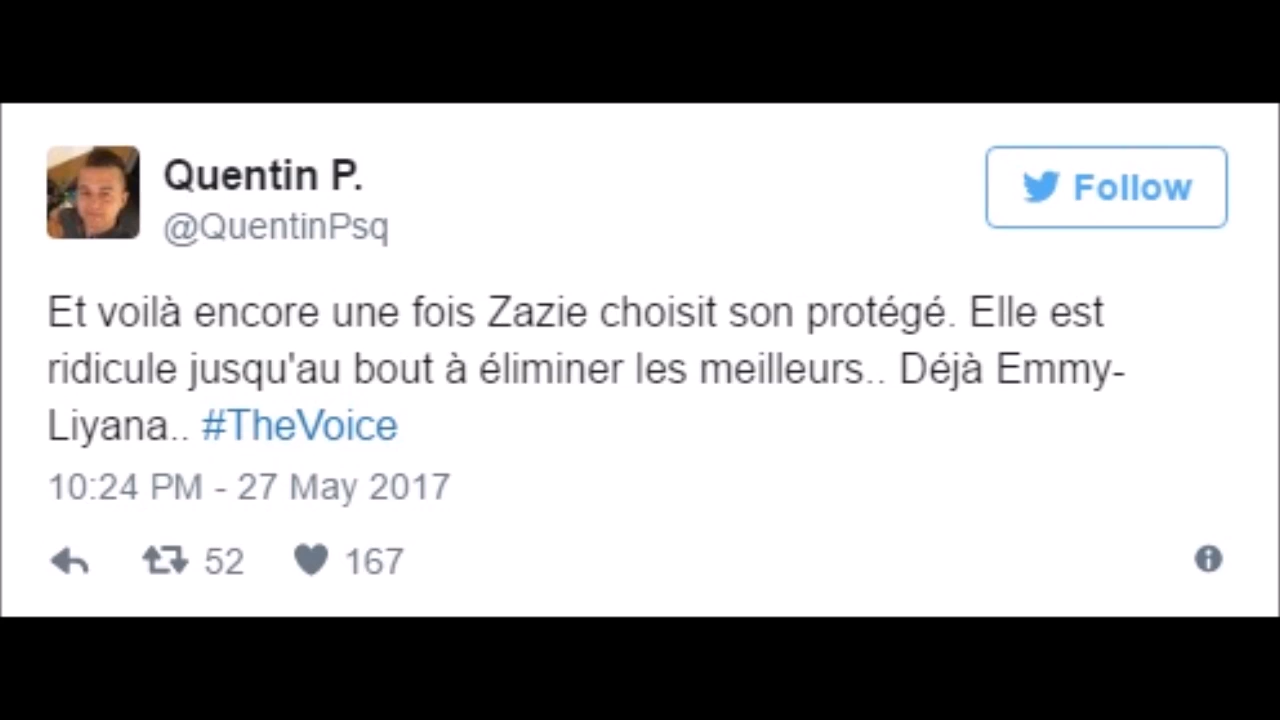 Quentin P.
@QuentinPsq
Follow
Et voilà encore une fois Zazie choisit son protégé. Elle est
ridicule jusqu'au bout à éliminer les meilleurs.. Déjà Emmy-
Liyana.. #TheVoice
10:24 PM - 27 May 2017
52 167